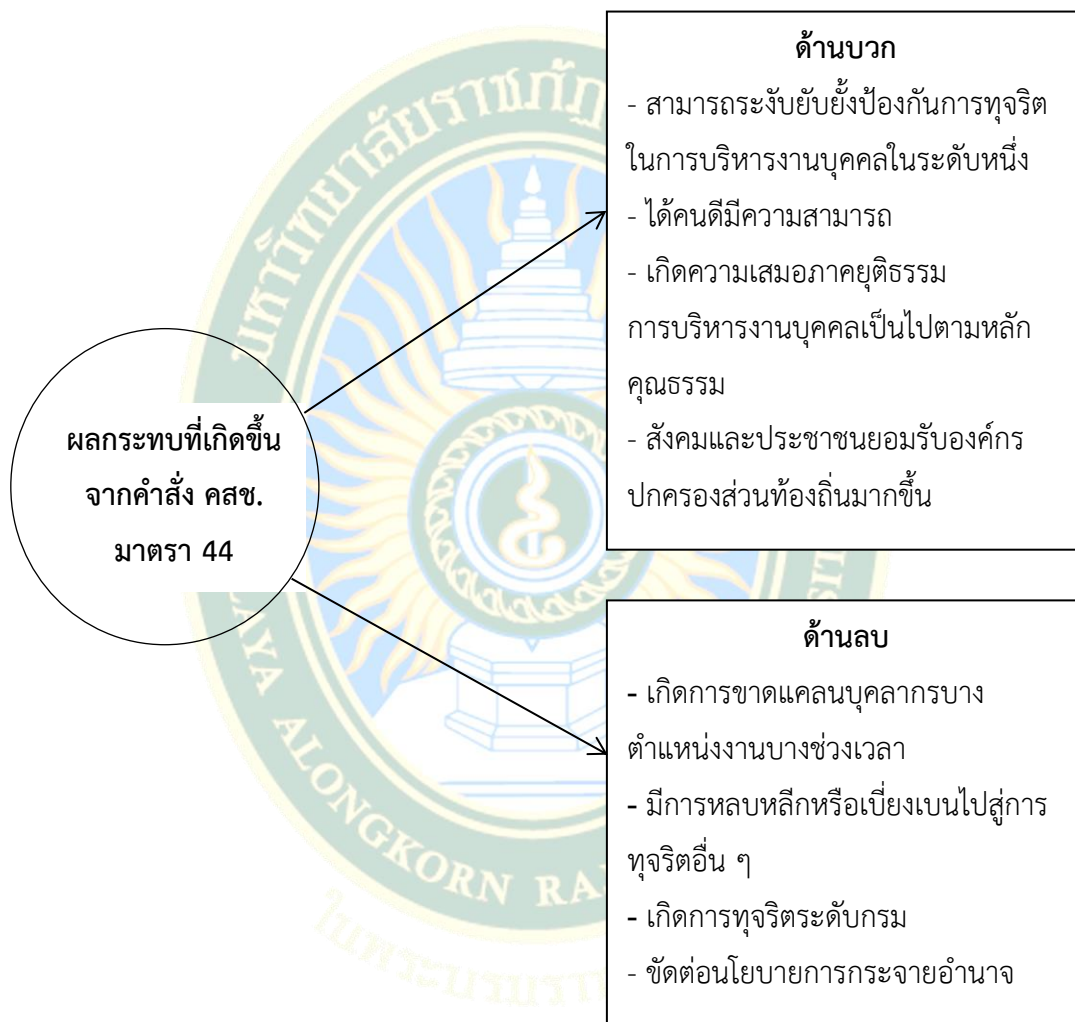 ผลกระทบที่เกิดขึ้น
จากคำสั่ง คสช.
มาตรา 44
ด้านบวก
- สามารถระงับยับยั้งป้องกันการทุจริต
ในการบริหารงานบุคคลในระดับหนึ่ง
- ได้คนดีมีความสามารถ
- เกิดความเสมอภาคยุติธรรม
การบริหารงานบุคคลเป็นไปตามหลัก
คุณธรรม
- สังคมและประชาชนยอมรับองค์กร
ปกครองส่วนท้องถิ่นมากขึ้น
ด้านลบ
- เกิดการขาดแคลนบุคลากรบาง
ตำแหน่งงานบางช่วงเวลา
- มีการหลบหลีกหรือเบี่ยงเบนไปสู่การ
ทุจริตอื่น ๆ
- เกิดการทุจริตระดับกรม
- ขัดต่อนโยบายการกระจายอำนาจ
มหาวิทยาลัยราชภัฏ
ALONGKORN